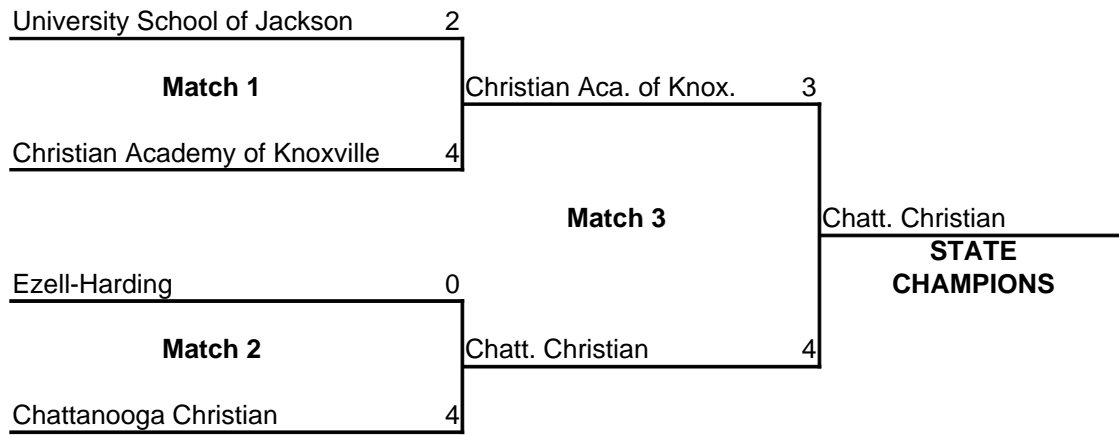 University School of Jackson 2
Match 1
Christian Aca. of Knox. 3
Christian Academy of Knoxville 4
Match 3
Chatt. Christian
STATE
CHAMPIONS
Ezell-Harding 0
Match 2
Chatt. Christian 4
Chattanooga Christian 4